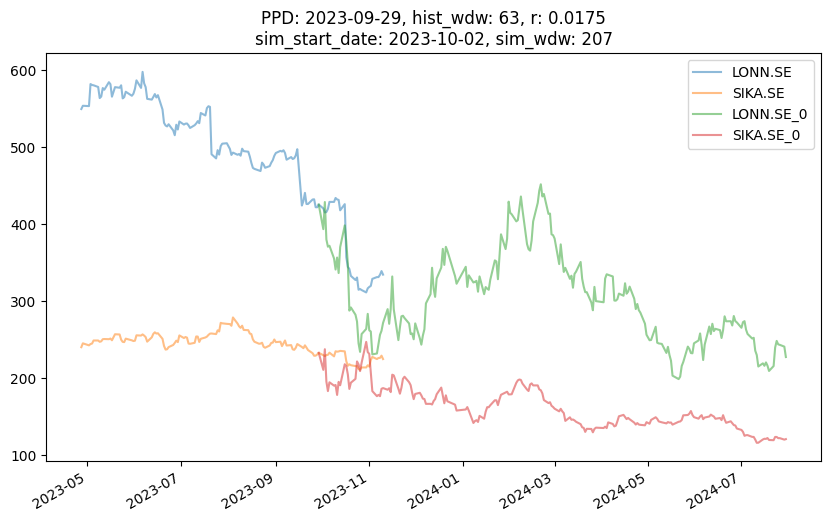 PPD: 2023-09-29, hist_wdw: 63, r: 0.0175
sim_start_date: 2023-10-02, sim_wdw: 207
600
500
400
300
200
100
LONN.SE
SIKA.SE
LONN.SE_0
SIKA.SE_0
2023-05
2023-07
2023-09
2023-11
2024-01
2024-03
2024-05
2024-07